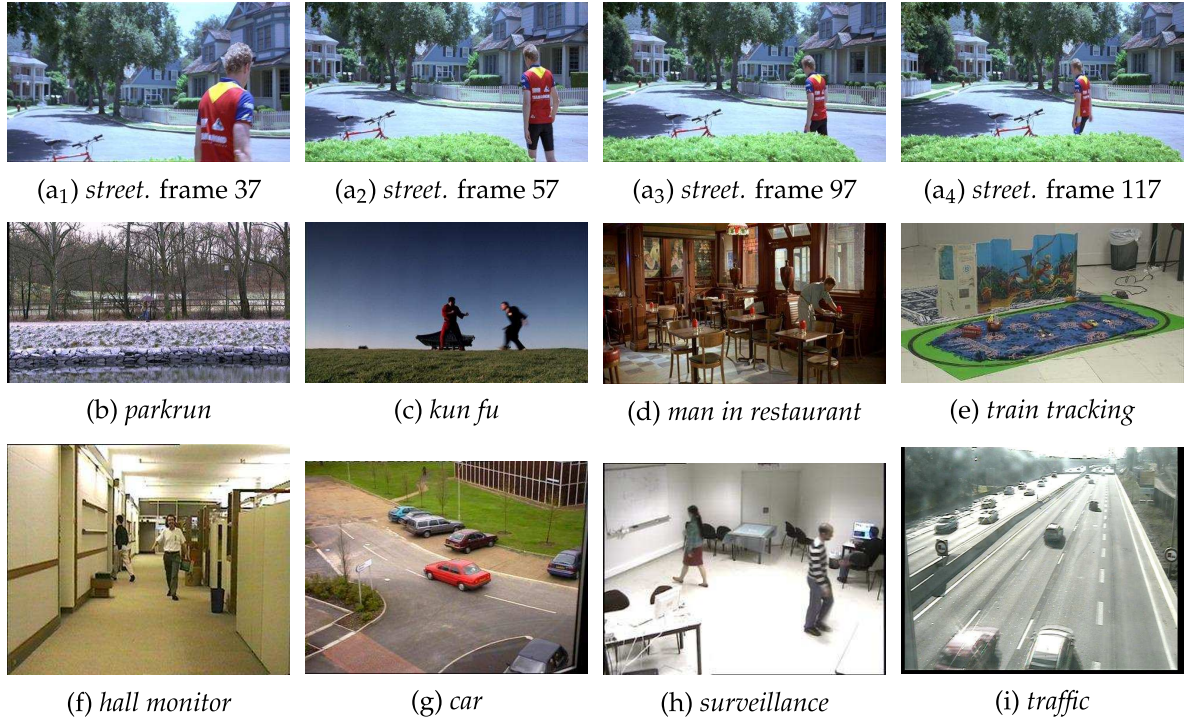 (a1) street. frame 37
(a2) street. frame 57
(a3) street. frame 97
(a4) street. frame 117
(b) parkrun
(c) kun fu
(d) man in restaurant
(e) train tracking
(f) hall monitor
(g) car
(h) surveillance
(i) traffic